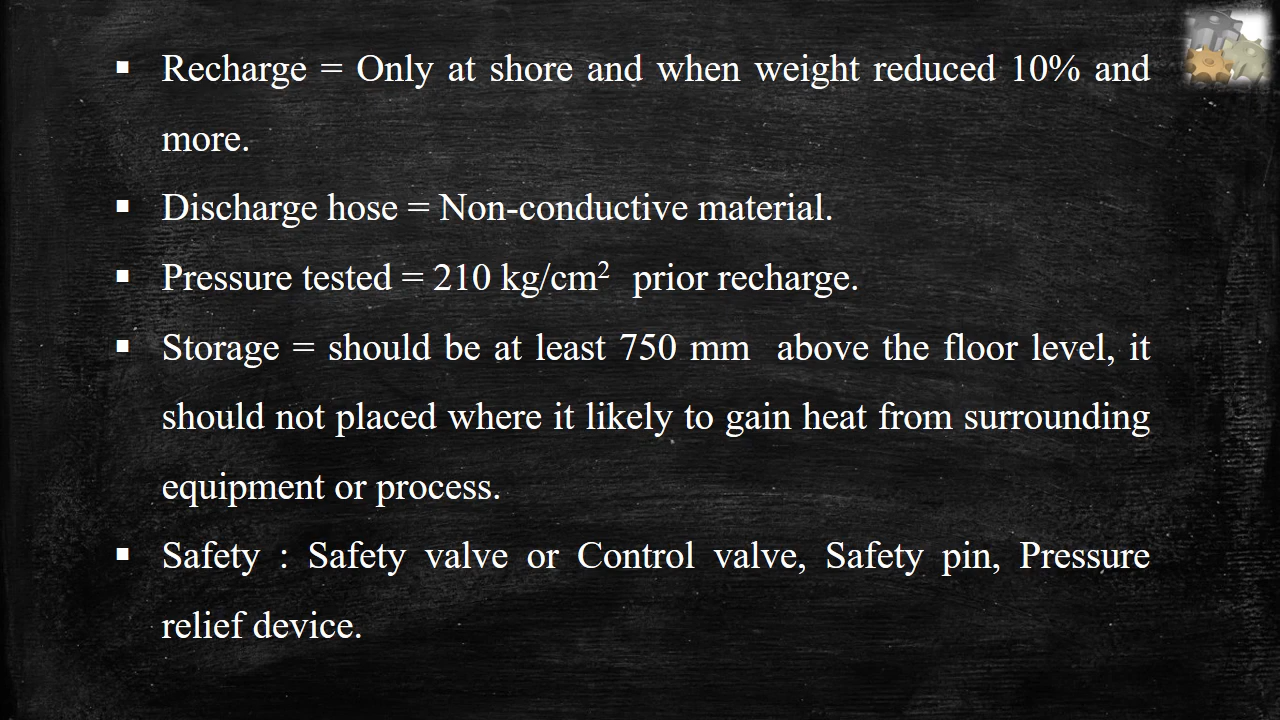 ▪ Recharge = Only at shore and when weight reduced 10% and
more.
▪ Discharge hose = Non-conductive material.
▪ Pressure tested = 210 kg/cm² prior recharge.
▪ Storage = should be at least 750 mm above the floor level, it
should not placed where it likely to gain heat from surrounding
equipment or process.
▪ Safety : Safety valve or Control valve, Safety pin, Pressure
relief device.